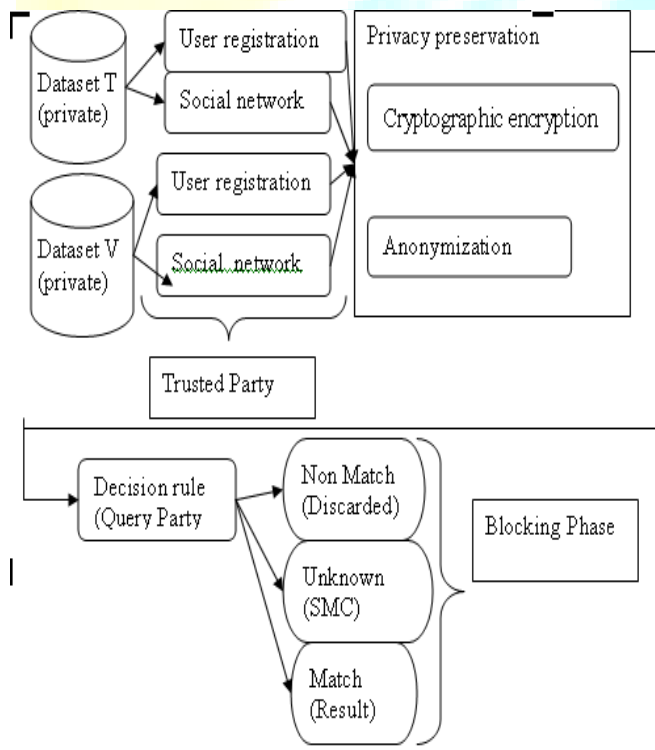 Dataset T
(private)
User registration
Social network
Dataset V
(private)
User registration
Social network
Privacy preservation
Cryptographic encryption
Anonymization
Trusted Party
Decision rule
(Query Party
Non Match
(Discarded)
Unknown
(SMC)
Match
(Result)
Blocking Phase